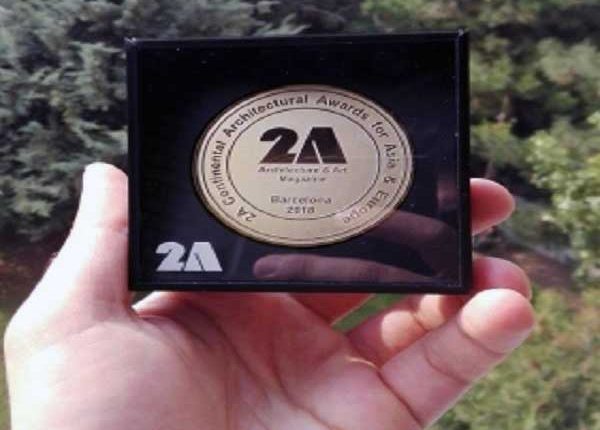 2A Continental Architectural Awards for Asia & Europe
2A
Architecture & Art
Magazine
Barcelona
2018
2A